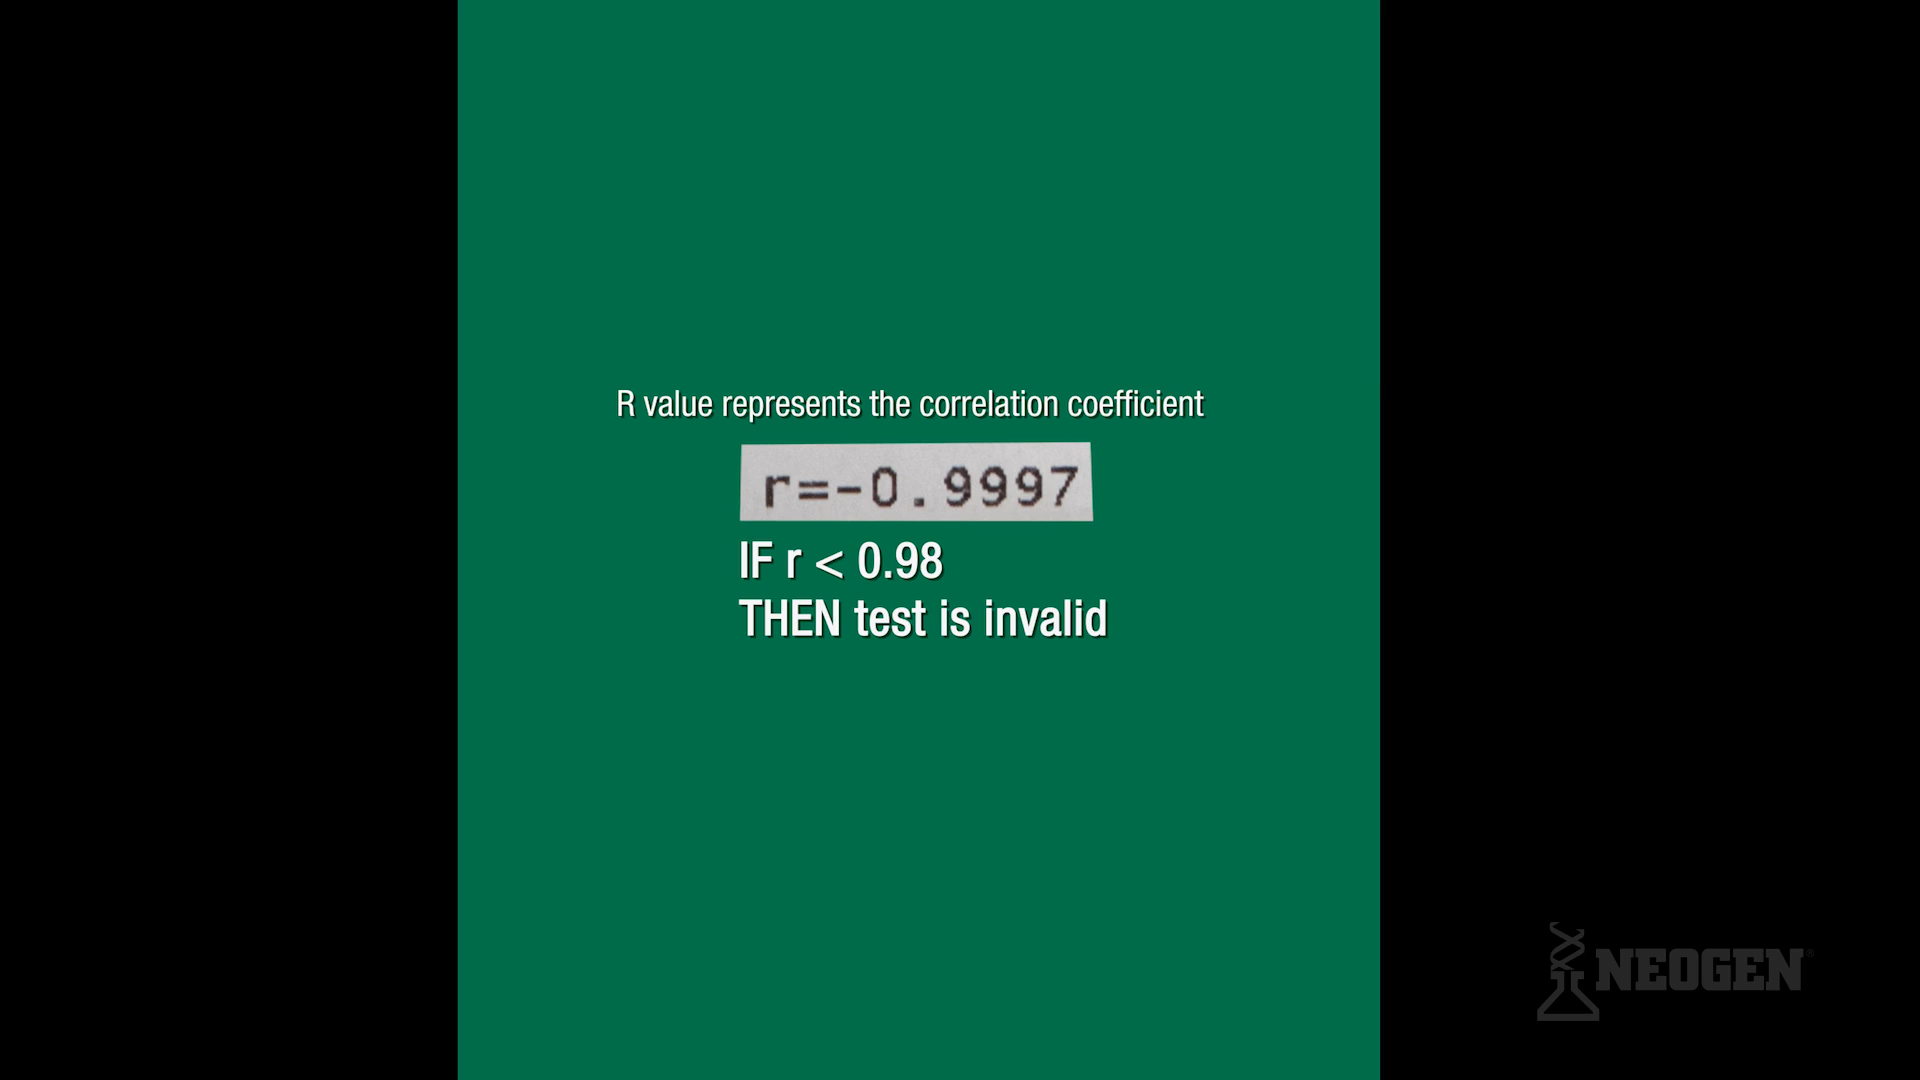 R value represents the correlation coefficient
r=-0.9997
IF r < 0.98
THEN test is invalid
NEOGEN®